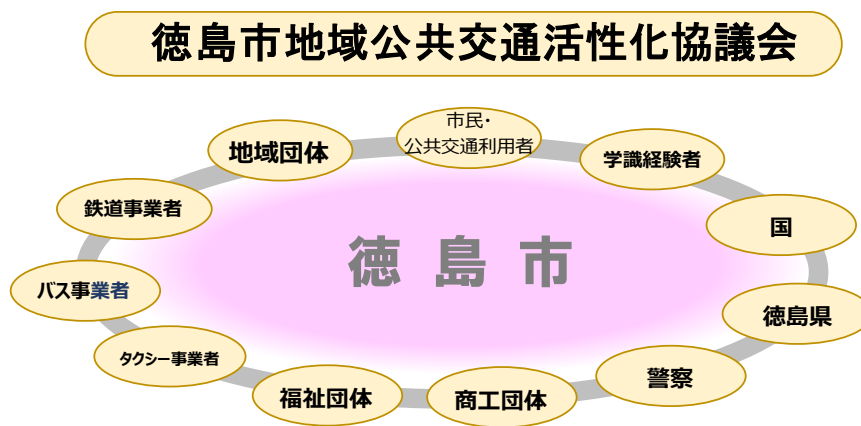 徳島市地域公共交通活性化協議会
市民・
公共交通利用者
地域団体
学識経験者
鉄道事業者
国
徳島市
バス事業者
徳島県
タクシー事業者
警察
福祉団体
商工団体